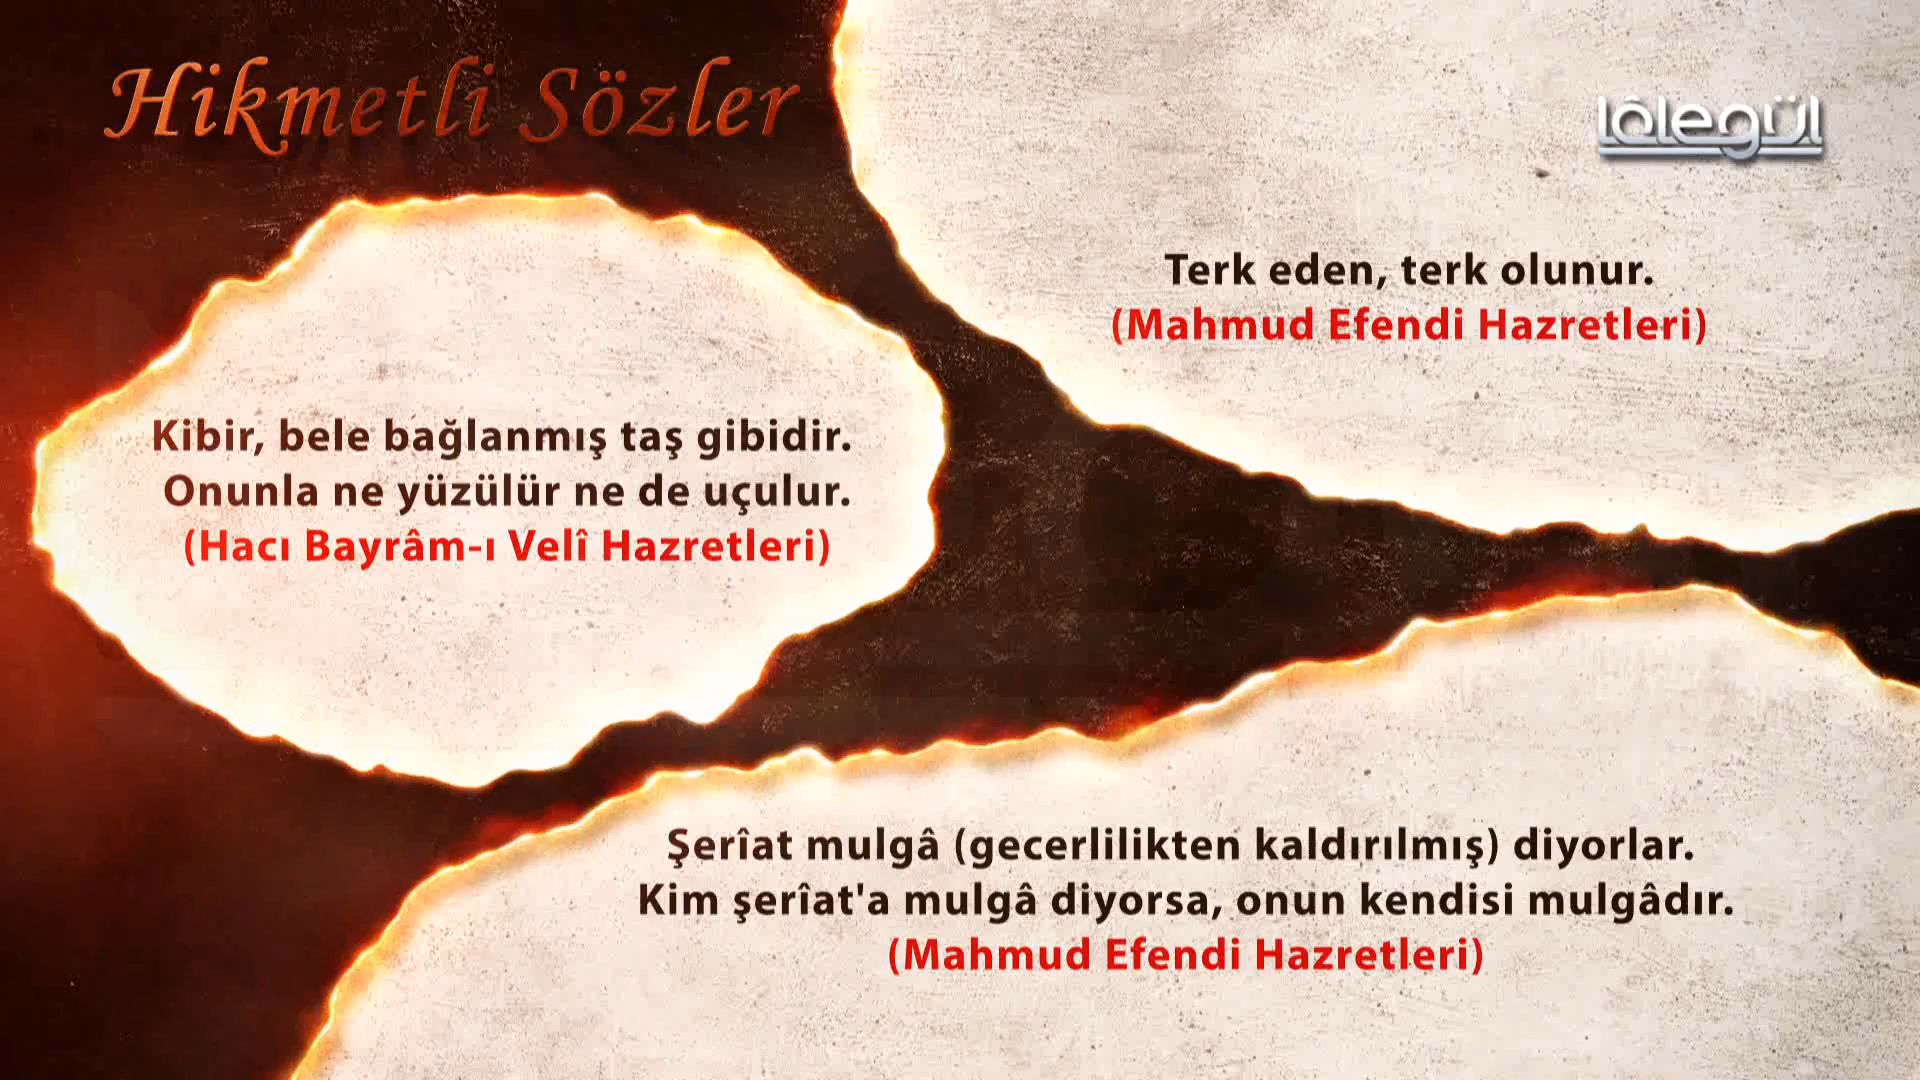 Hikmetli Sözler
lâlegül
Terk eden, terk olunur.
(Mahmud Efendi Hazretleri)
Kibir, bele bağlanmış taş gibidir.
Onunla ne yüzülür ne de uçulur.
(Hacı Bayrâm-ı Velî Hazretleri)
Şerîat mulgâ (gecerlilikten kaldırılmış) diyorlar.
Kim şerîat'a mulgâ diyorsa, onun kendisi mulgâdır.
(Mahmud Efendi Hazretleri)